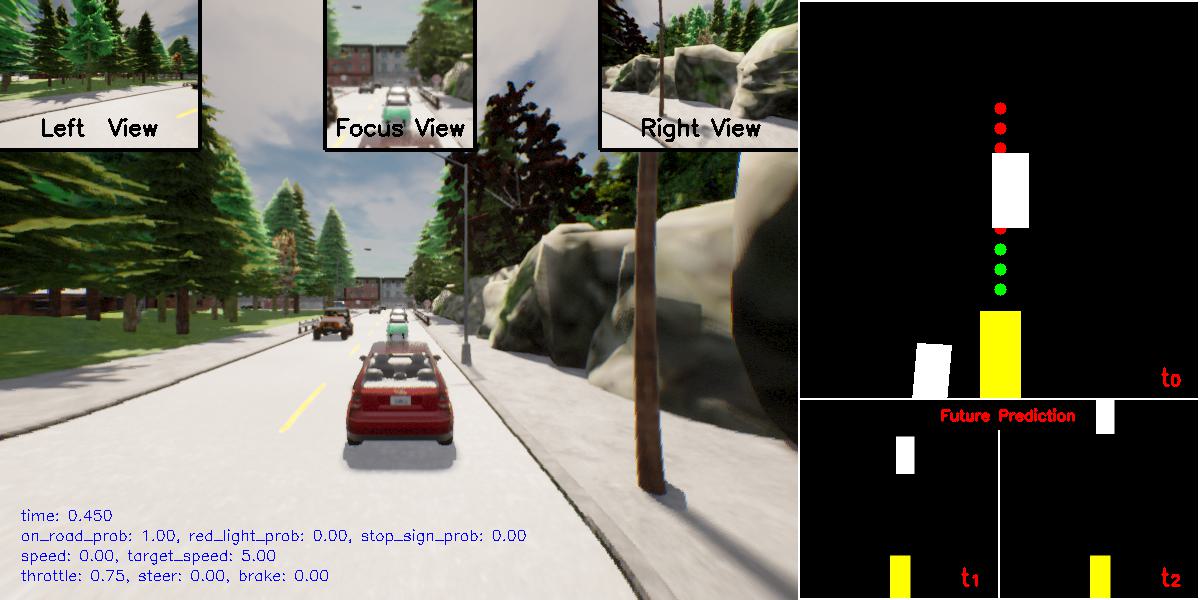 Left View
Focus View
Right View
time: 0.450
on_road_prob: 1.00, red_light_prob: 0.00, stop_sign_prob: 0.00
speed: 0.00, target_speed: 5.00
throttle: 0.75, steer: 0.00, brake: 0.00
t0
Future Prediction
t1
t2